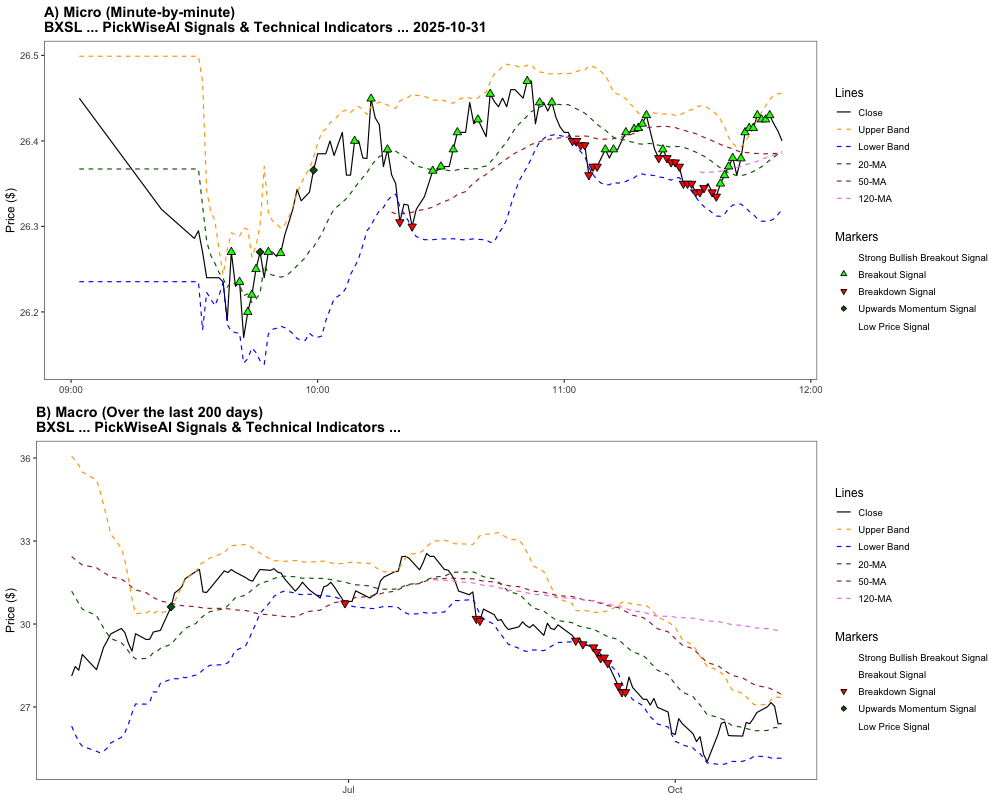 A) Micro (Minute-by-minute)
BXSL ... PickWiseAI Signals & Technical Indicators ... 2025-10-31
Price ($)
26.5
26.4
26.3
26.2
09:00
10:00
11:00
12:00
Lines
Close
Upper Band
Lower Band
20-MA
50-MA
120-MA
Markers
Strong Bullish Breakout Signal
Breakout Signal
Breakdown Signal
Upwards Momentum Signal
Low Price Signal
B) Macro (Over the last 200 days)
BXSL ... PickWiseAI Signals & Technical Indicators ...
Price ($)
36
33
30
27
Jul
Oct
Lines
Close
Upper Band
Lower Band
20-MA
50-MA
120-MA
Markers
Strong Bullish Breakout Signal
Breakout Signal
Breakdown Signal
Upwards Momentum Signal
Low Price Signal